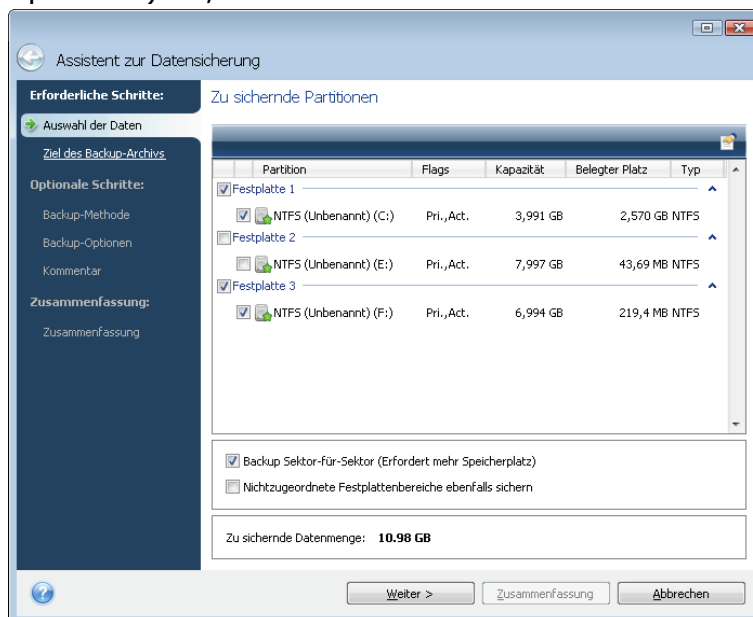 Assistent zur Datensicherung
Erforderliche Schritte:
Auswahl der Daten
Ziel des Backup-Archivs
Optionale Schritte:
Backup-Methode
Backup-Optionen
Kommentar
Zusammenfassung:
Zusammenfassung
Zu sichernde Partitionen
Partition Flags Kapazität Belegter Platz Typ
Festplatte 1
NTFS (Unbenannt) (C:) Pri.,Act. 3,991 GB 2,570 GB NTFS
Festplatte 2
NTFS (Unbenannt) (E:) Pri.,Act. 7,997 GB 43,69 MB NTFS
Festplatte 3
NTFS (Unbenannt) (F:) Pri.,Act. 6,994 GB 219,4 MB NTFS
Backup Sektor-für-Sektor (Erfordert mehr Speicherplatz)
Nichtzugeordnete Festplattenbereiche ebenfalls sichern
Zu sichernde Datenmenge: 10.98 GB
Weiter >
Zusammenfassung
Abbrechen